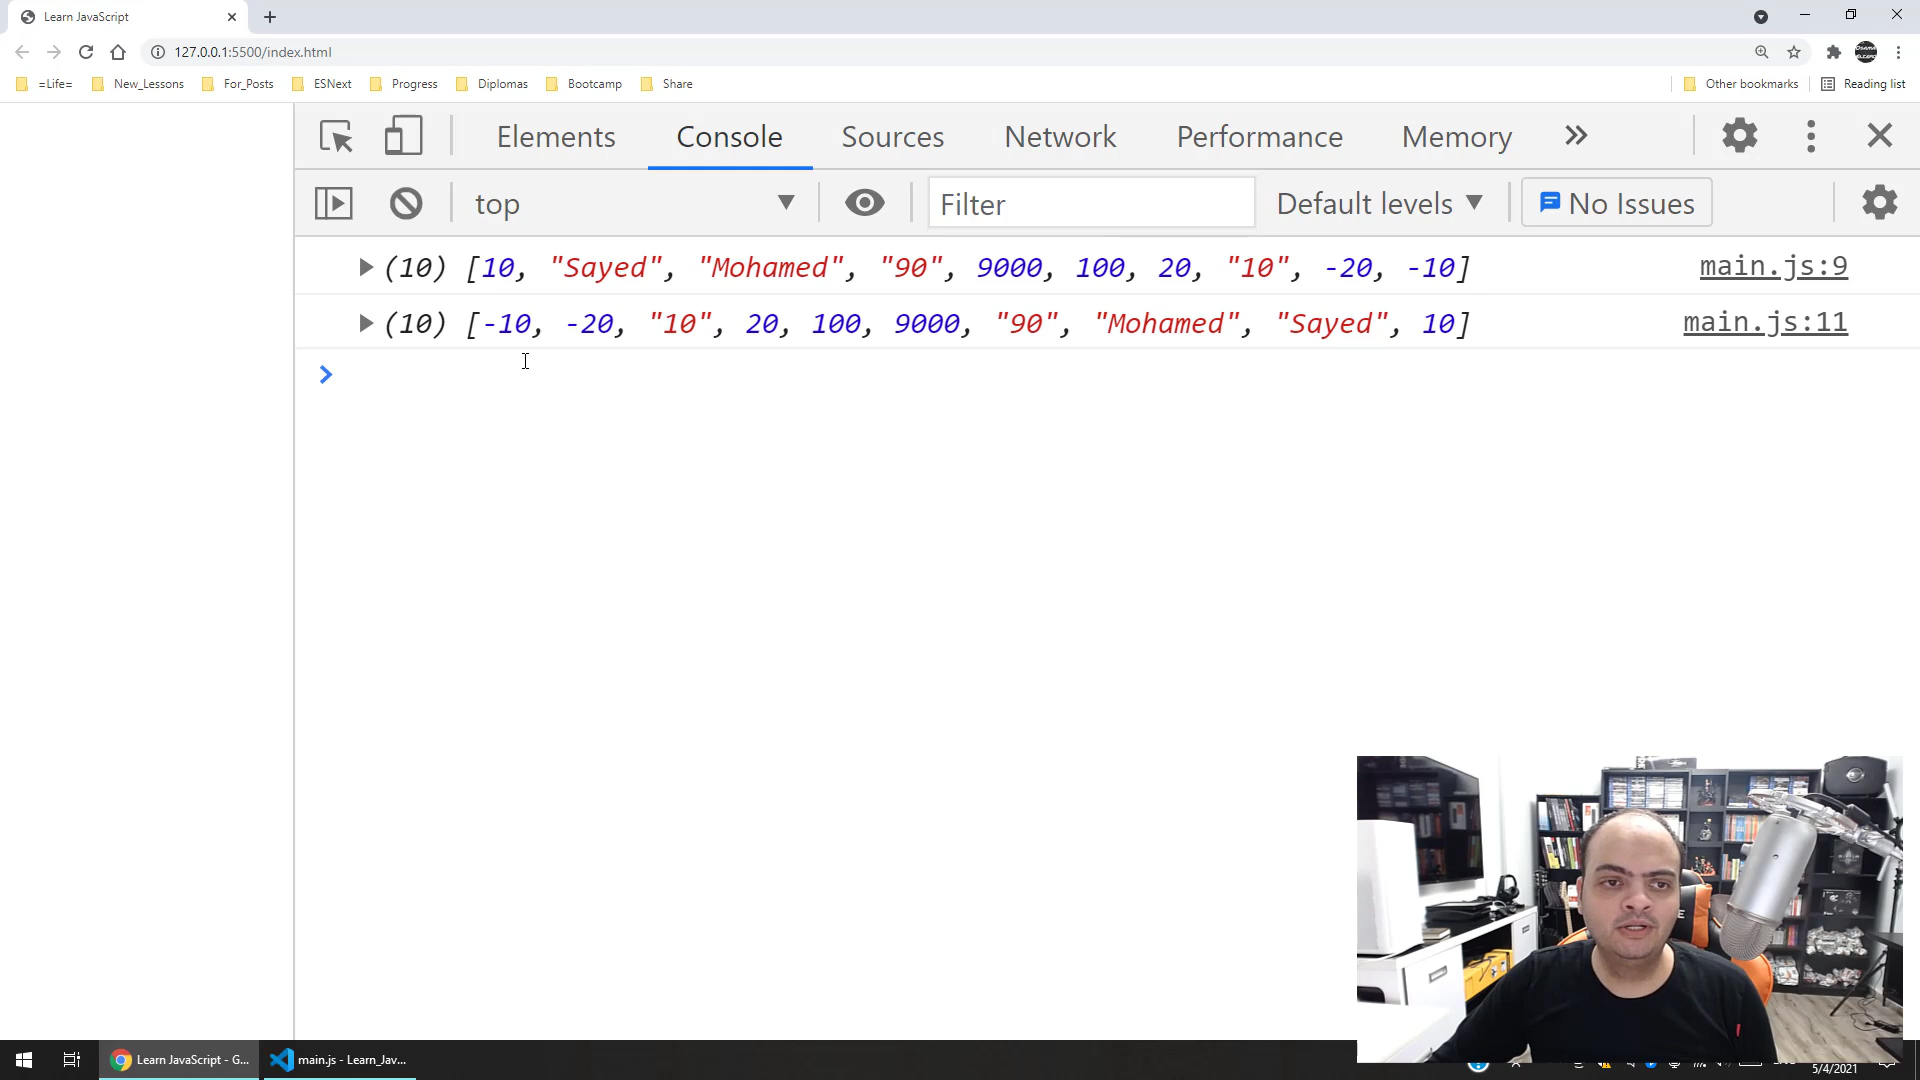 Learn JavaScript
127.0.0.1:5500/index.html
=Life= New_Lessons For_Posts ESNext Progress Diplomas Bootcamp Share Other bookmarks Reading list
Elements Console Sources Network Performance Memory
top Filter Default levels No Issues
(10) [10, "Sayed", "Mohamed", "90", 9000, 100, 20, "10", -20, -10] main.js:9
(10) [-10, -20, "10", 20, 100, 9000, "90", "Mohamed", "Sayed", 10] main.js:11
Learn JavaScript - G... main.js - Learn_Jav...
5/4/2021